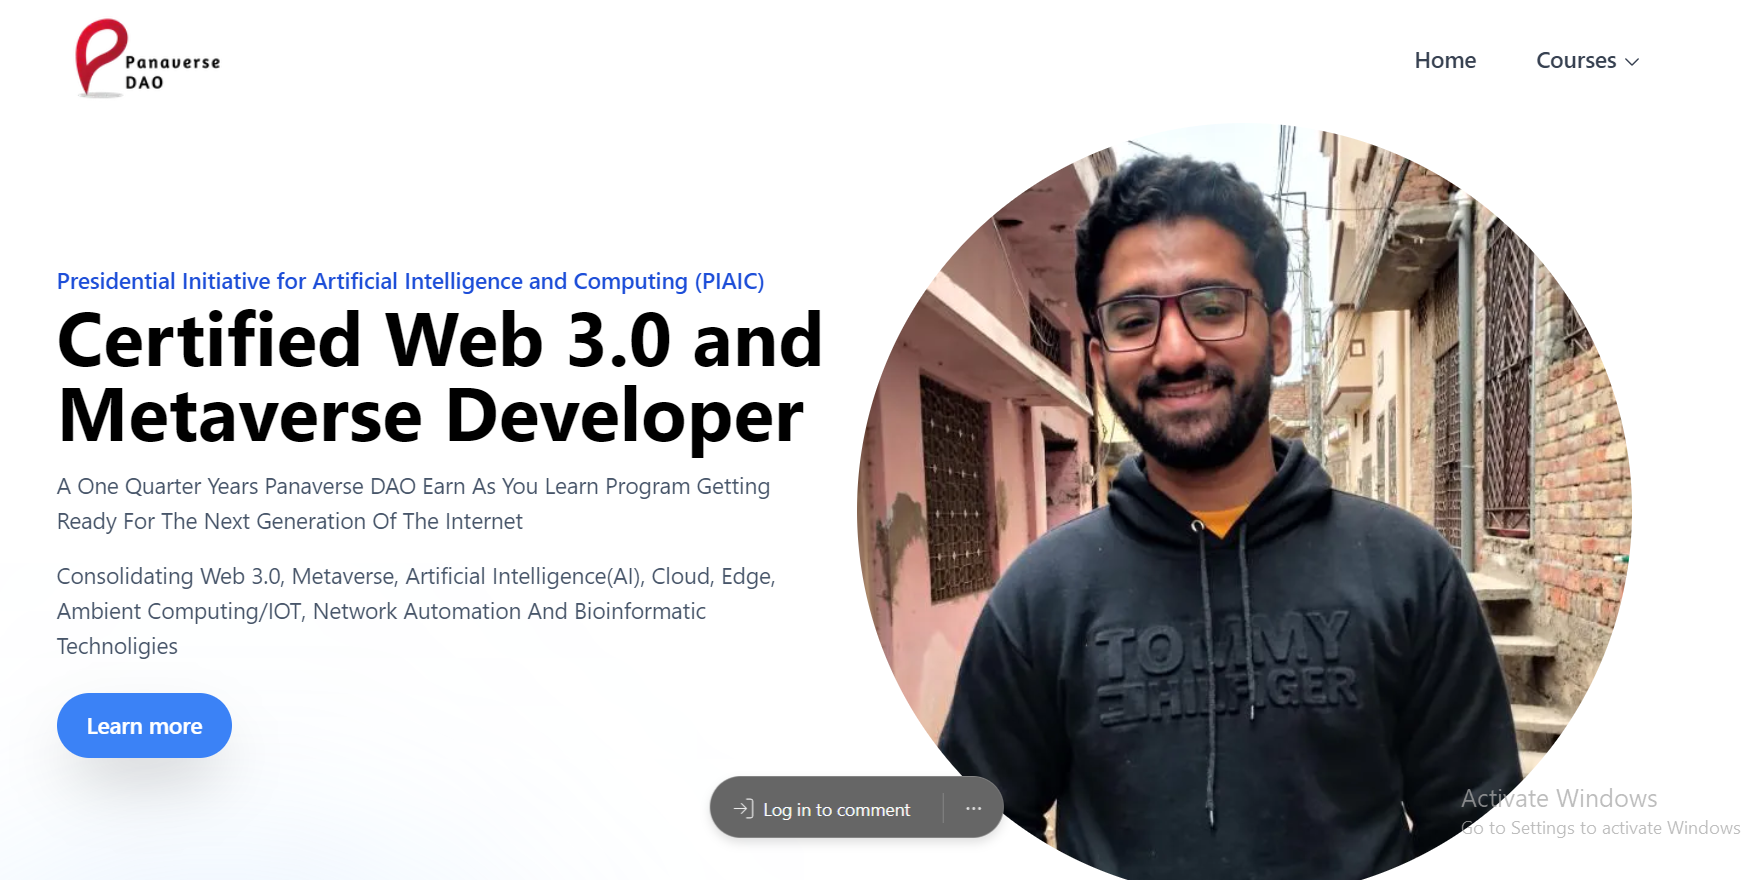 Panaverse
DAO
Home
Courses
Presidential Initiative for Artificial Intelligence and Computing (PIAIC)
Certified Web 3.0 and
Metaverse Developer
A One Quarter Years Panaverse DAO Earn As You Learn Program Getting
Ready For The Next Generation Of The Internet
Consolidating Web 3.0, Metaverse, Artificial Intelligence(AI), Cloud, Edge,
Ambient Computing/IOT, Network Automation And Bioinformatic
Technoligies
Learn more
TOMMY
HILFIGER
Log in to comment
Activate Windows
Go to Settings to activate Windows